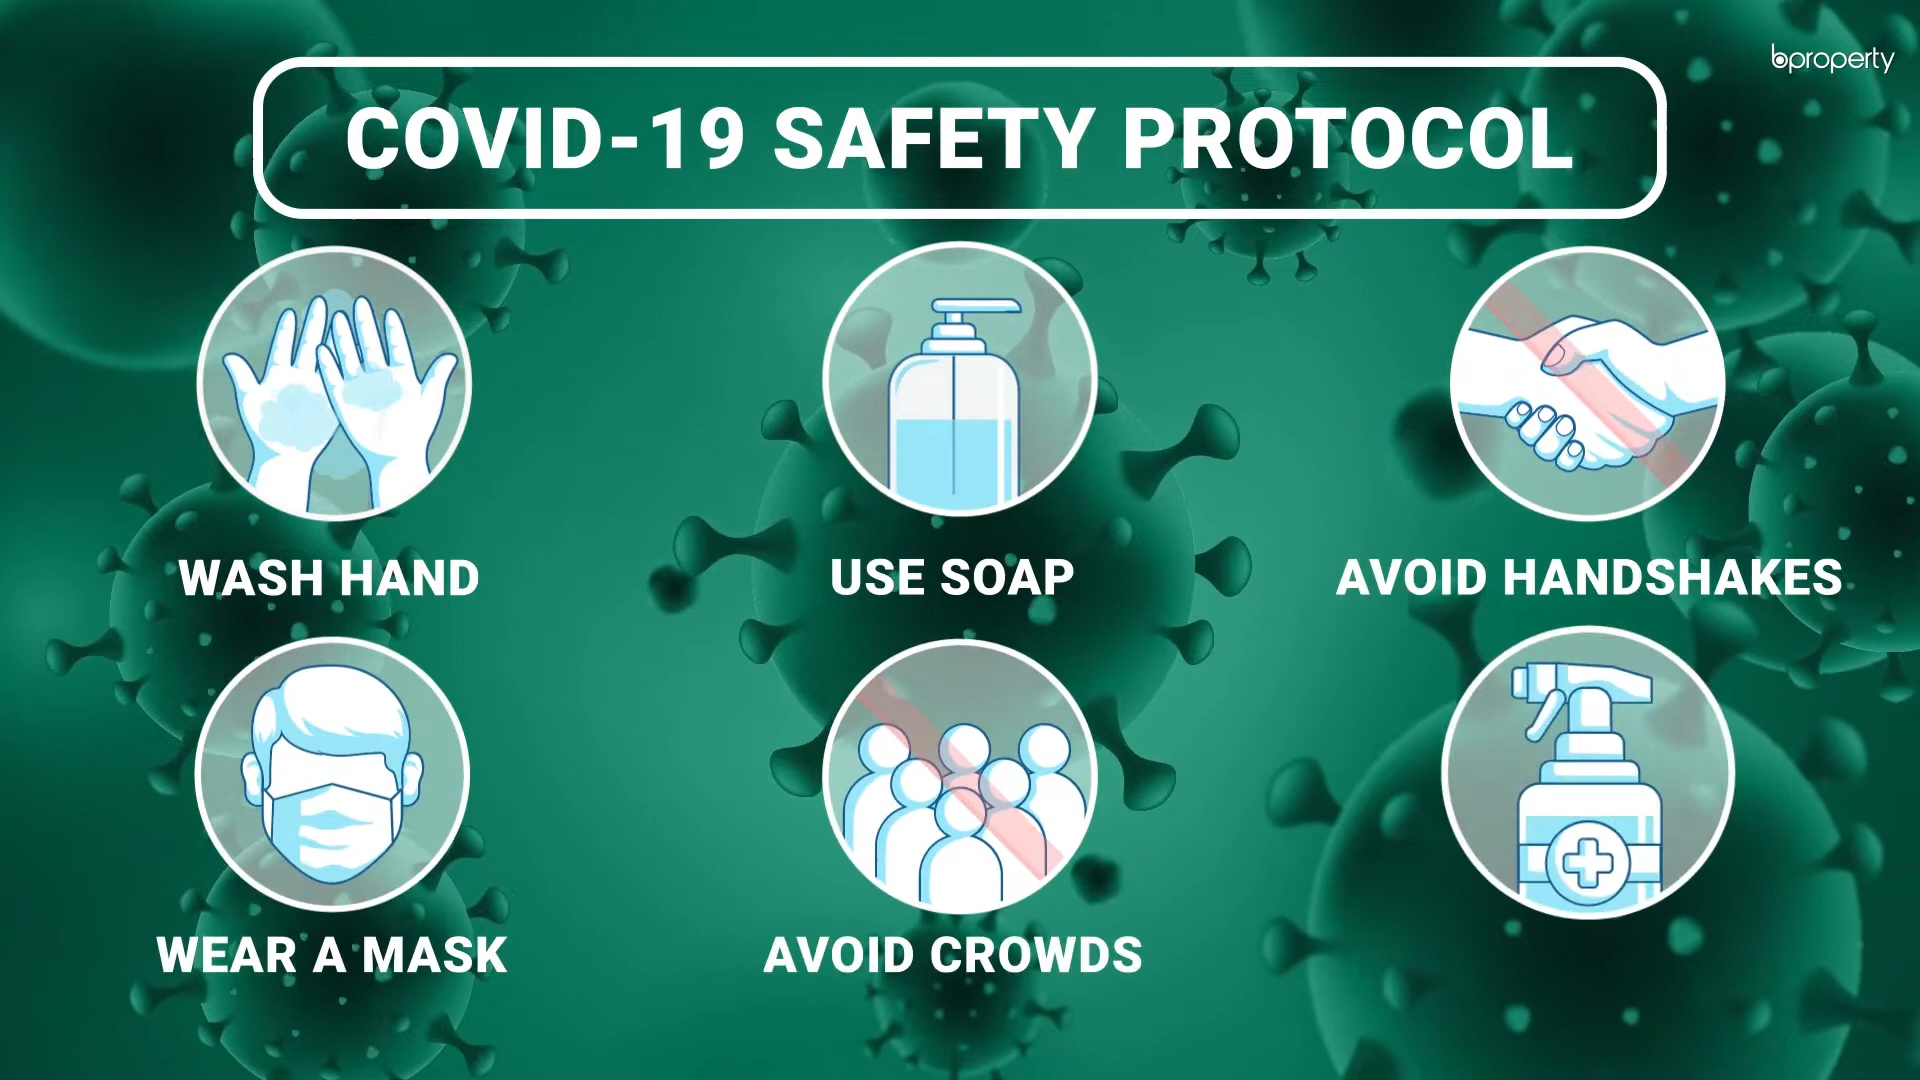 bproperty
COVID-19 SAFETY PROTOCOL
WASH HAND
USE SOAP
AVOID HANDSHAKES
WEAR A MASK
AVOID CROWDS